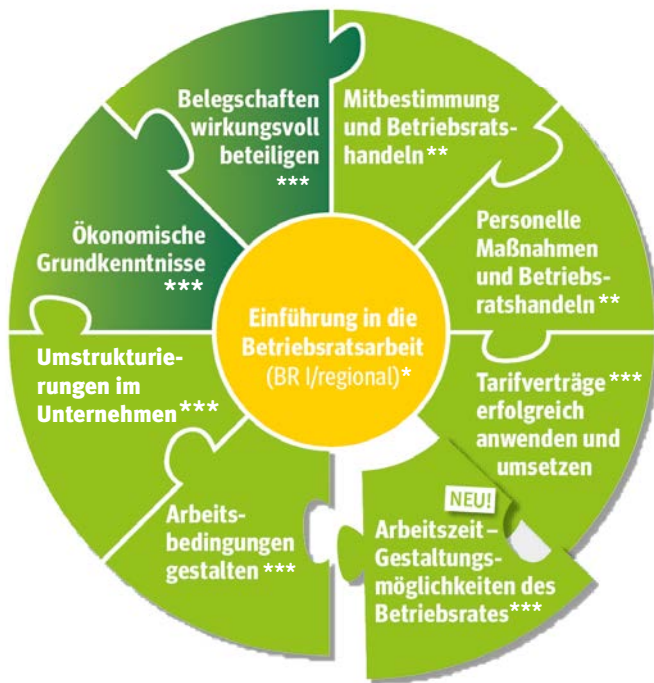 Belegschaften
wirkungsvoll
beteiligen
***
Mitbestimmung
und Betriebsrats-
handeln**
Ökonomische
Grundkenntnisse
***
Personelle
Maßnahmen
und Betriebs-
ratshandeln**
Einführung in die
Betriebsratsarbeit
(BR I/regional)*
Umstrukturie-
rungen im
Unternehmen***
Tarifverträge***
erfolgreich
anwenden und
umsetzen
Arbeits-
bedingungen
gestalten***
NEU!
Arbeitszeit –
Gestaltungs-
möglichkeiten des
Betriebsrates***